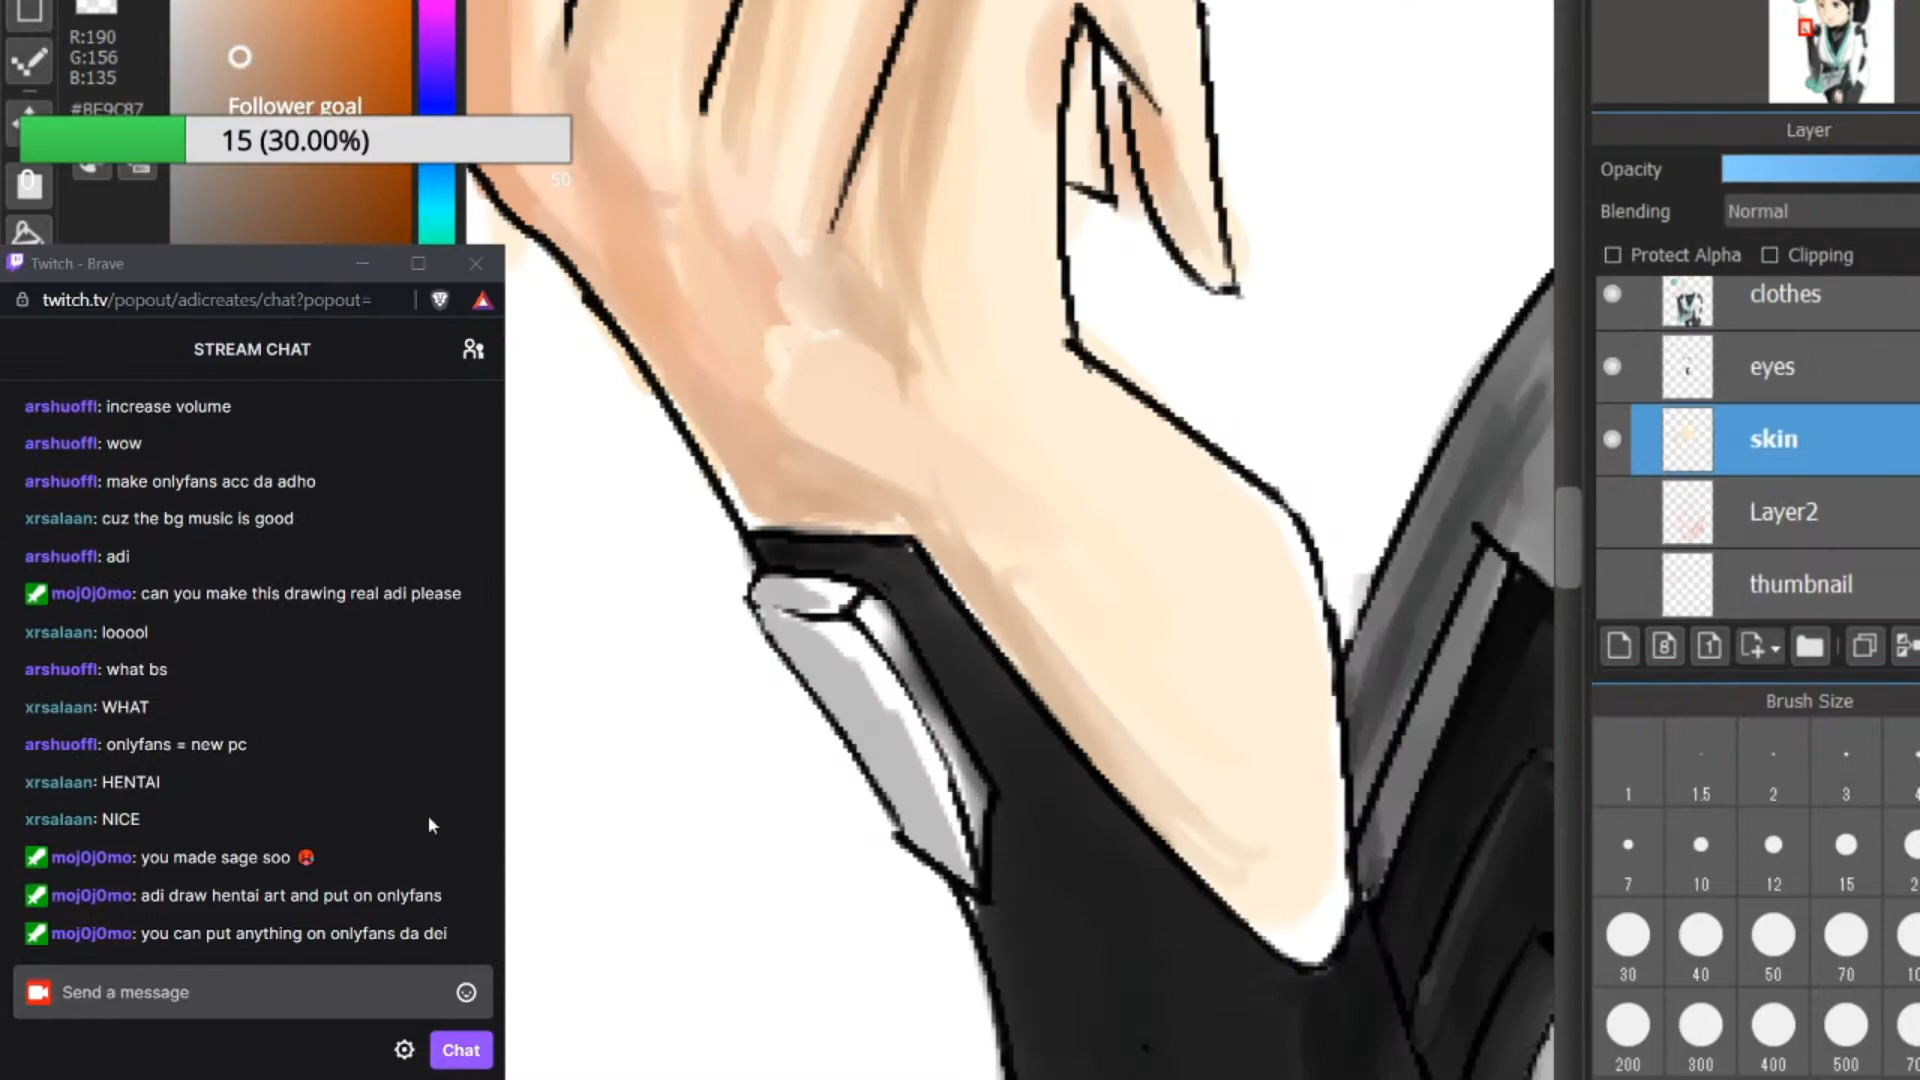 R:190
G:156
B:135
#BE9C87
Follower goal
15 (30.00%)
50
0
Twitch - Brave
twitch.tv/popout/adicreates/chat?popout=
STREAM CHAT
arshuoffl: increase volume
arshuoffl: wow
arshuoffl: make onlyfans acc da adho
xrsalaan: cuz the bg music is good
arshuoffl: adi
moj0j0mo: can you make this drawing real adi please
xrsalaan: looool
arshuoffl: what bs
xrsalaan: WHAT
arshuoffl: onlyfans = new pc
xrsalaan: HENTAI
xrsalaan: NICE
moj0j0mo: you made sage soo 🥵
moj0j0mo: adi draw hentai art and put on onlyfans
moj0j0mo: you can put anything on onlyfans da dei
Send a message
Chat
Layer
Opacity
Blending
Normal
Protect Alpha
Clipping
clothes
eyes
skin
Layer2
thumbnail
8
1
Brush Size
1 1.5 2 3
7 10 12 15
30 40 50 70
200 300 400 500